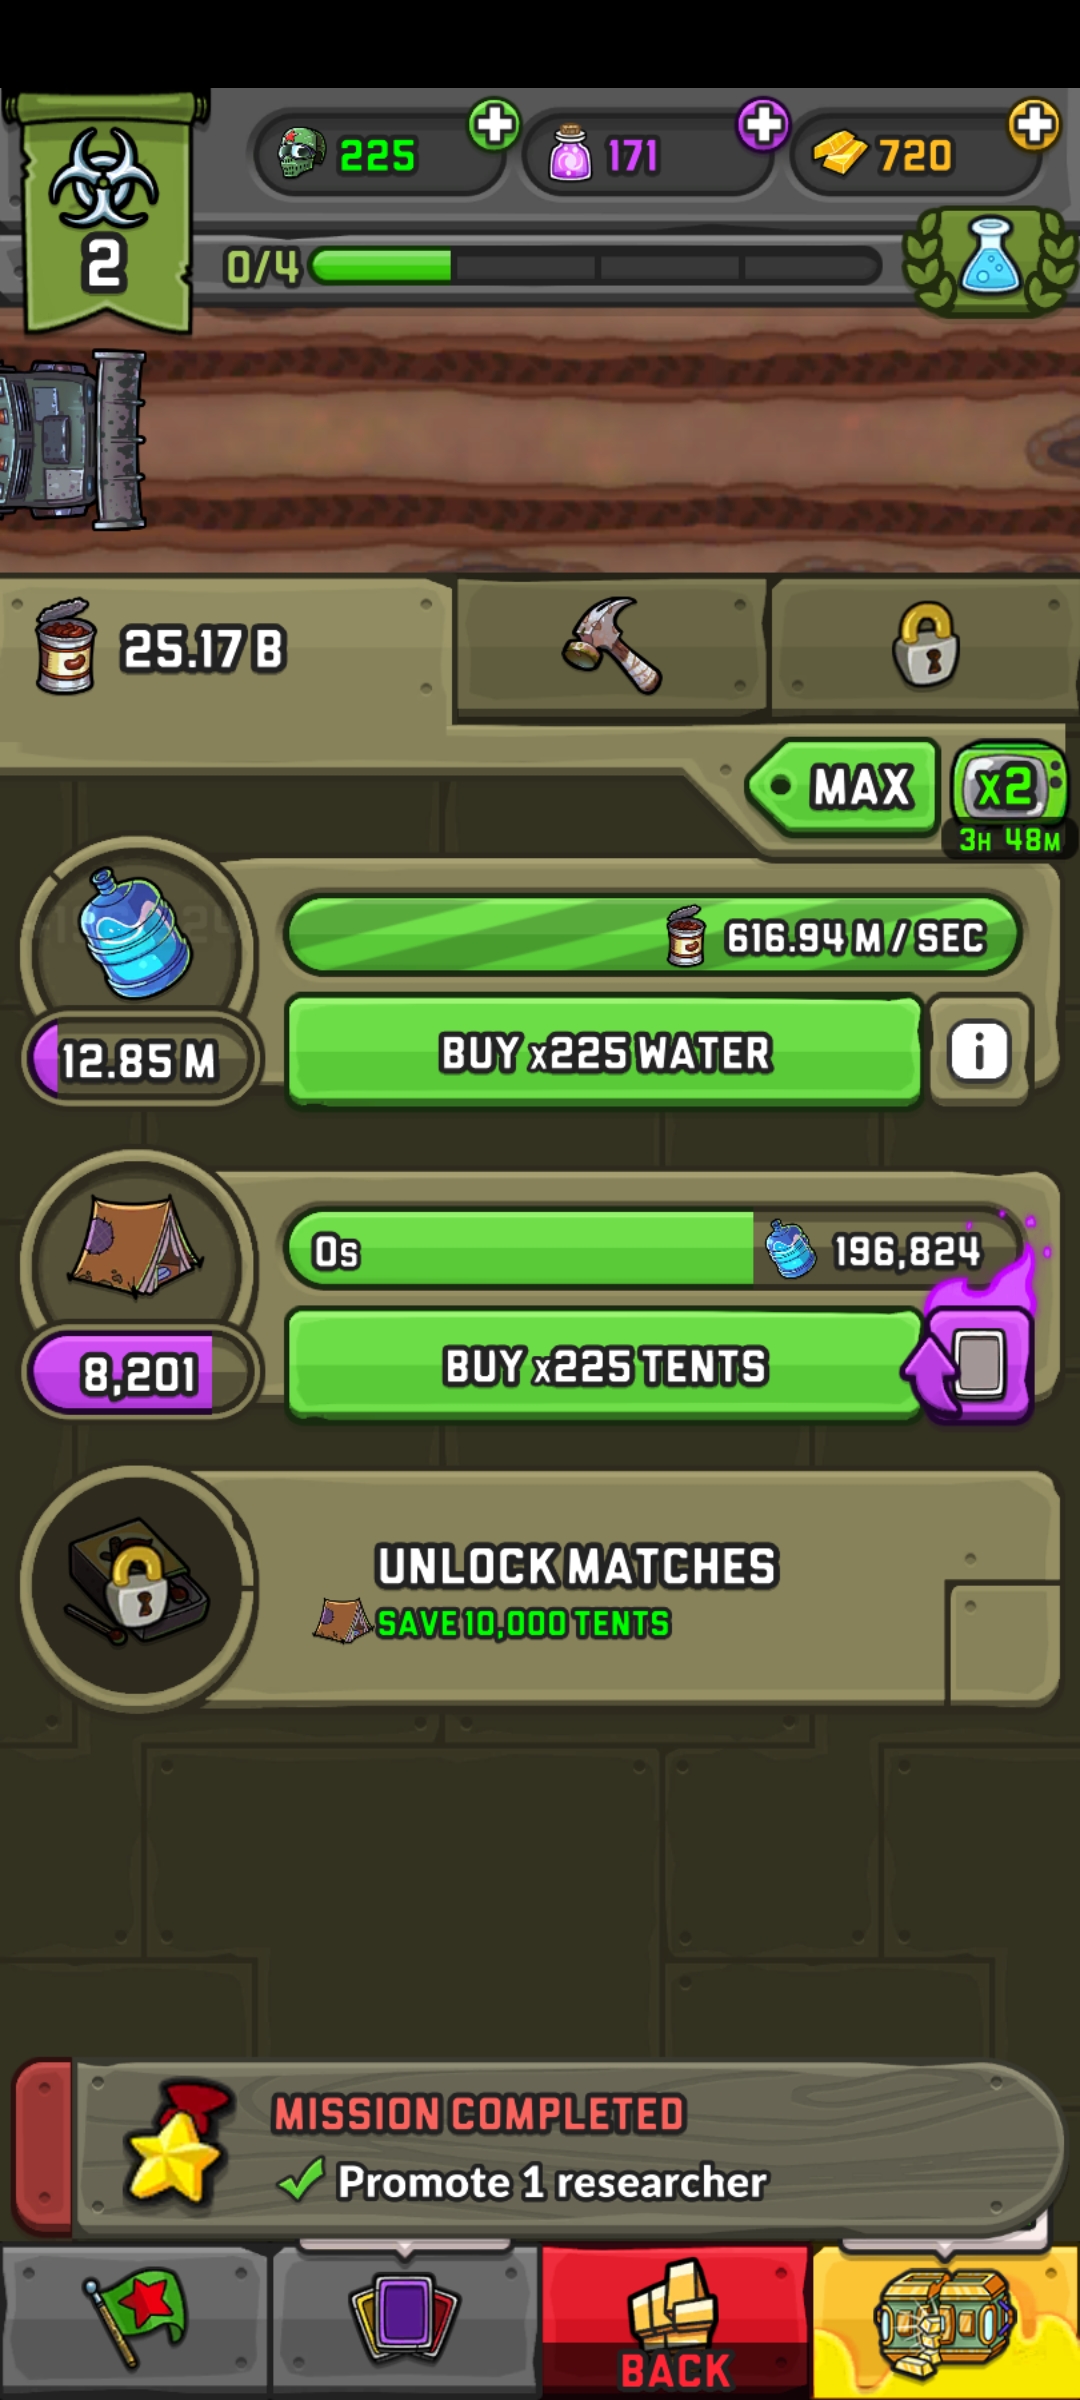 225
171
720
2
0/4
25.17 B
MAX
x2
3H 48M
616.94 M / SEC
12.85 M
BUY x225 WATER
i
0s
196,824
8,201
BUY x225 TENTS
UNLOCK MATCHES
SAVE 10,000 TENTS
MISSION COMPLETED
Promote 1 researcher
BACK